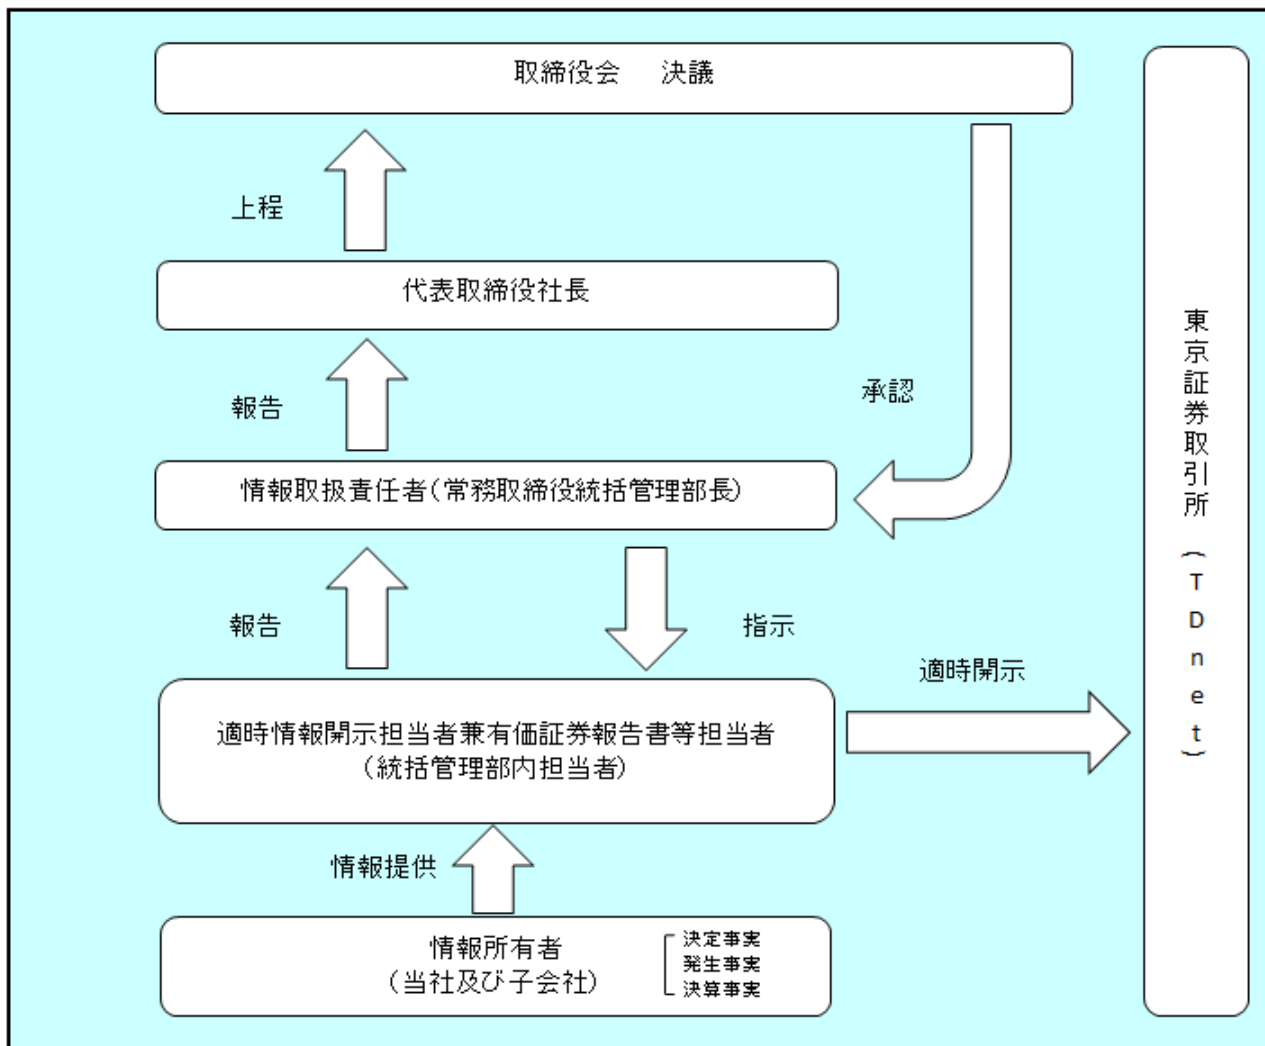 取締役会 決議
上程
代表取締役社長
報告
承認
情報取扱責任者(常務取締役統括管理部長)
報告
指示
適時情報開示担当者兼有価証券報告書等担当者
(統括管理部内担当者)
適時開示
情報提供
情報所有者
(当社及び子会社)
決定事実
発生事実
決算事実
東京証券取引所(TDnet)